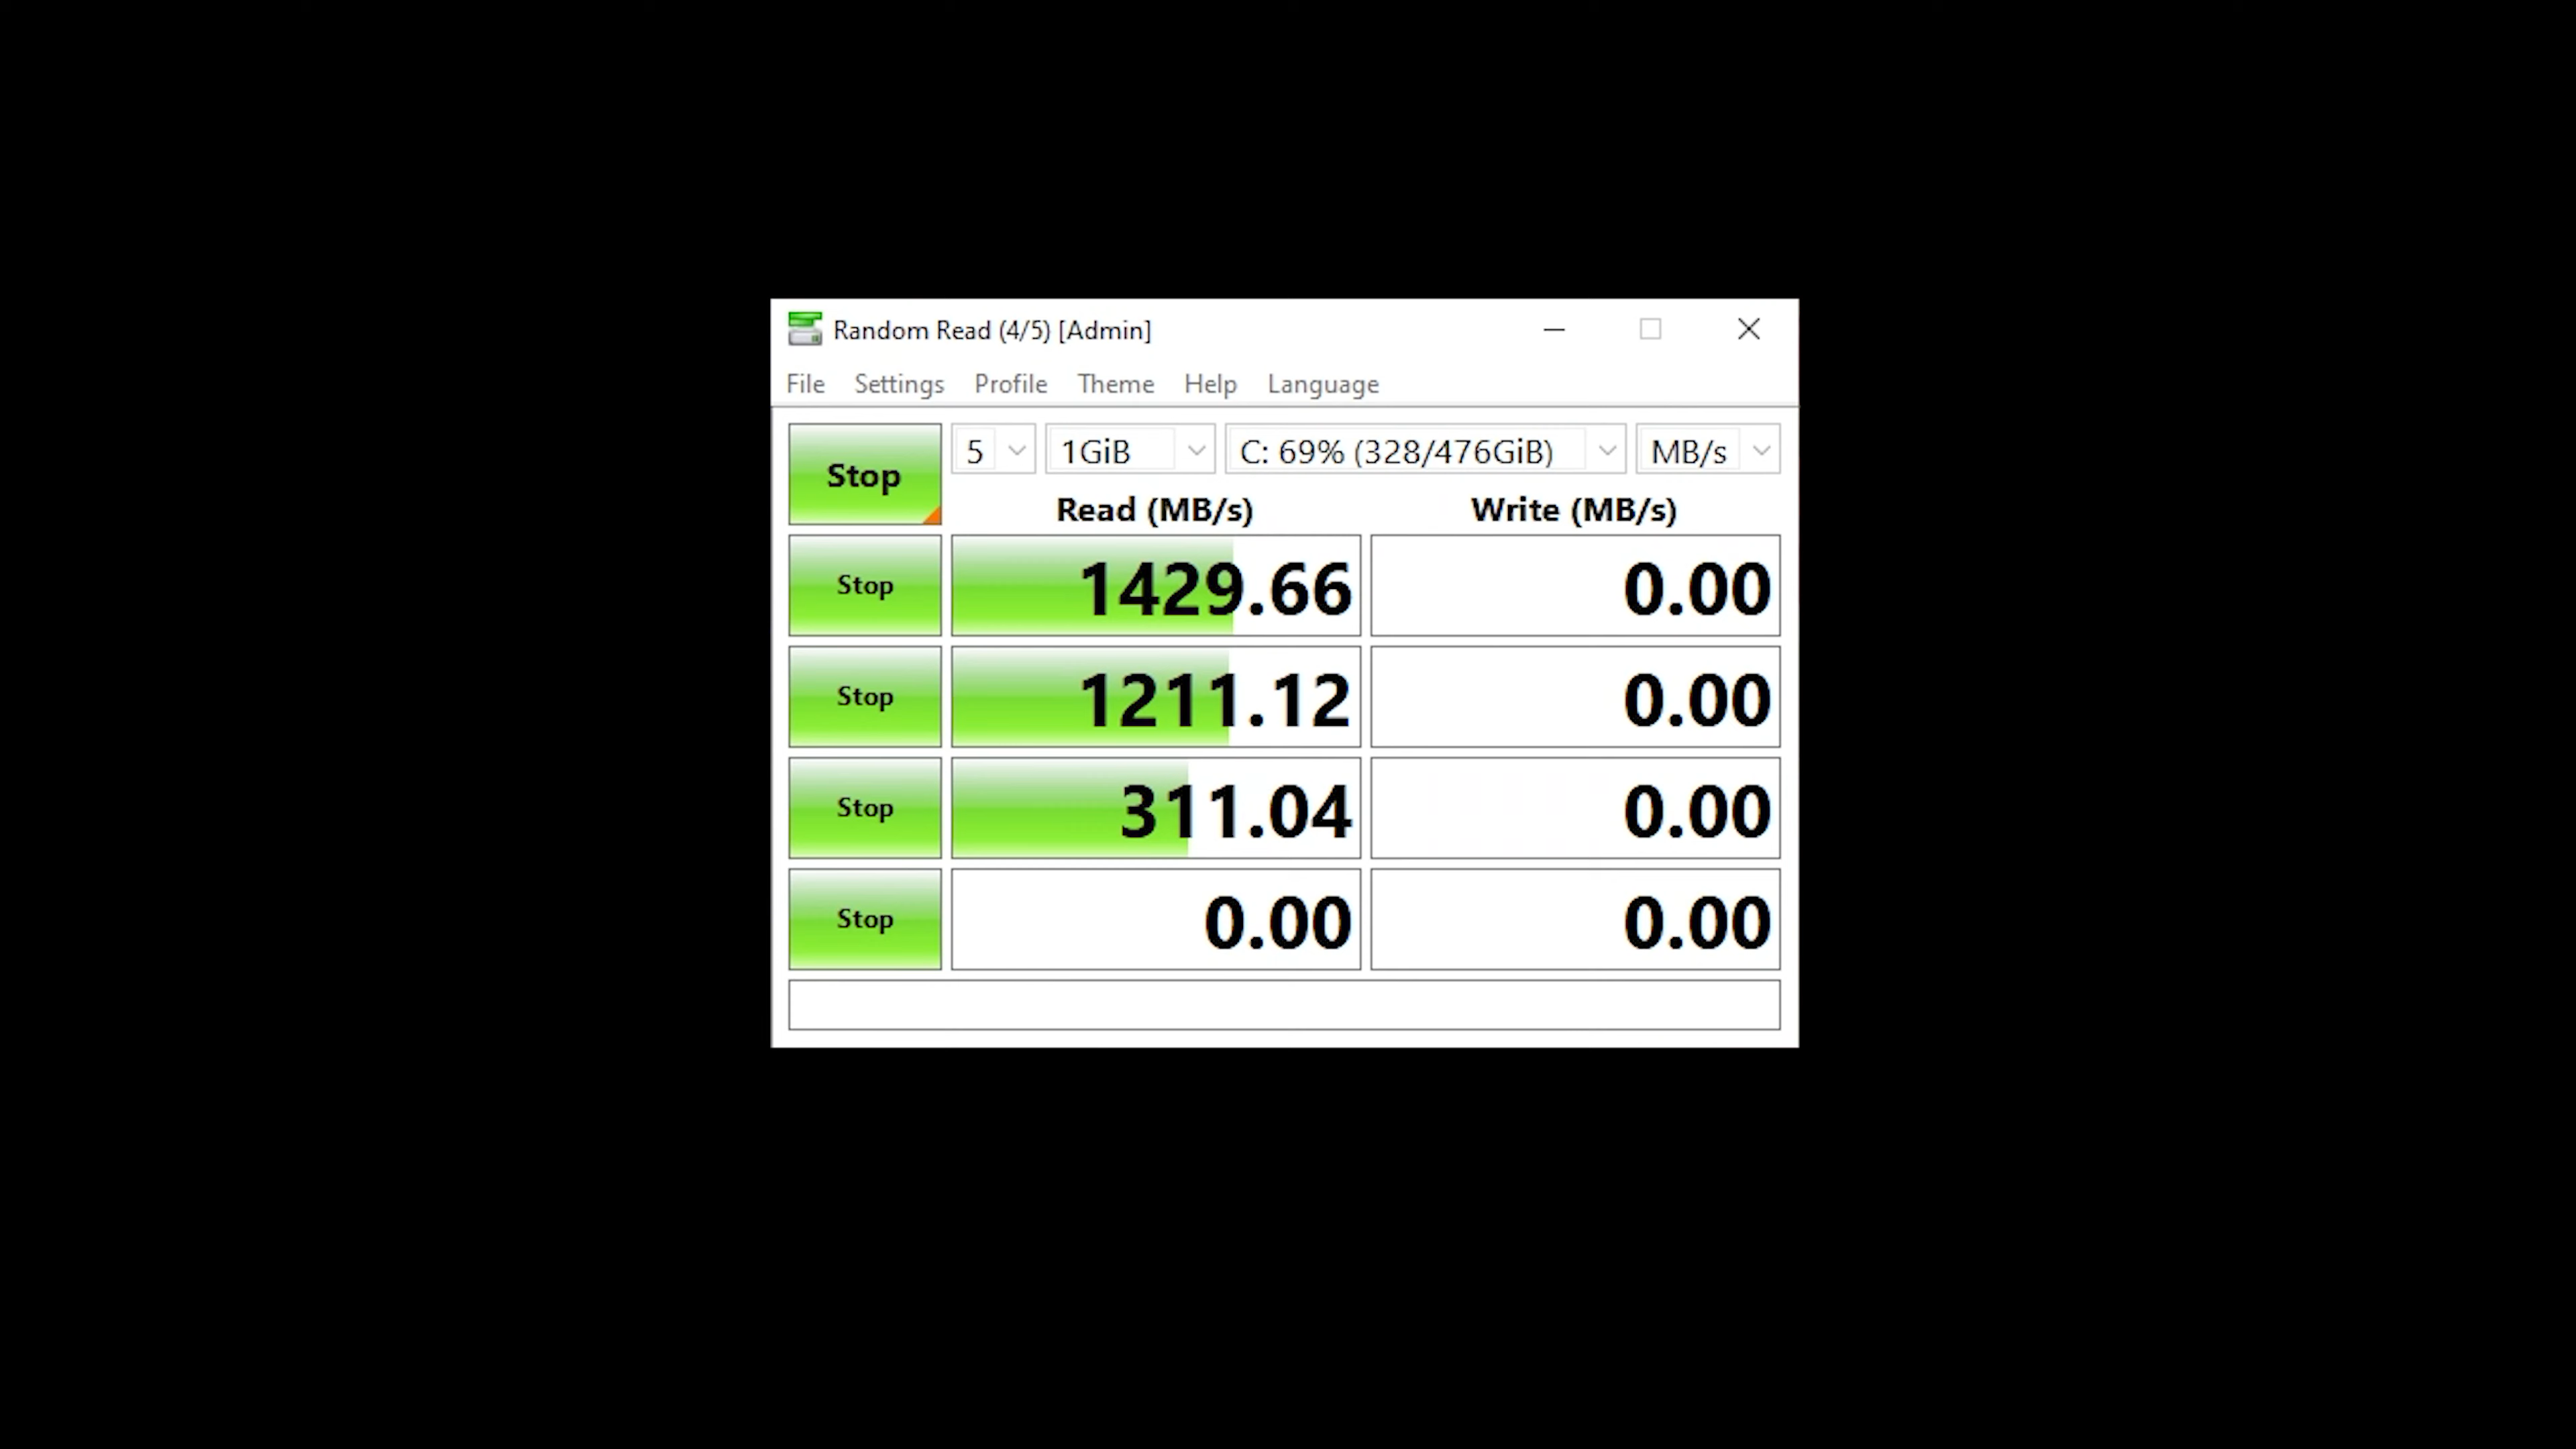 Random Read (4/5) [Admin]
File Settings Profile Theme Help Language
Stop 5 1GiB C: 69% (328/476GiB) MB/s
Read (MB/s) Write (MB/s)
Stop 1429.66 0.00
Stop 1211.12 0.00
Stop 311.04 0.00
Stop 0.00 0.00